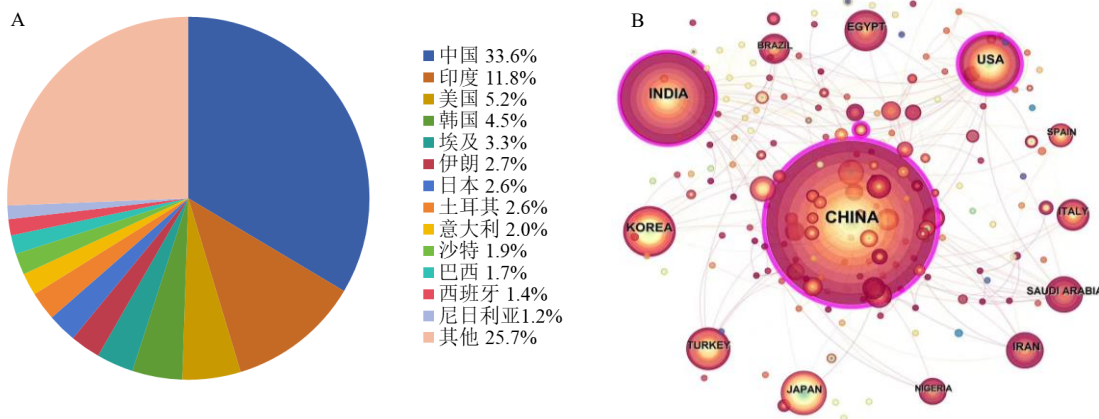 A
中国 33.6%
印度 11.8%
美国 5.2%
韩国 4.5%
埃及 3.3%
伊朗 2.7%
日本 2.6%
土耳其 2.6%
意大利 2.0%
沙特 1.9%
巴西 1.7%
西班牙 1.4%
尼日利亚1.2%
其他 25.7%
B
EGYPT
BRAZIL
USA
INDIA
SPAIN
CHINA
ITALY
KOREA
SAUDI ARABIA
TURKEY
IRAN
JAPAN
NIGERIA